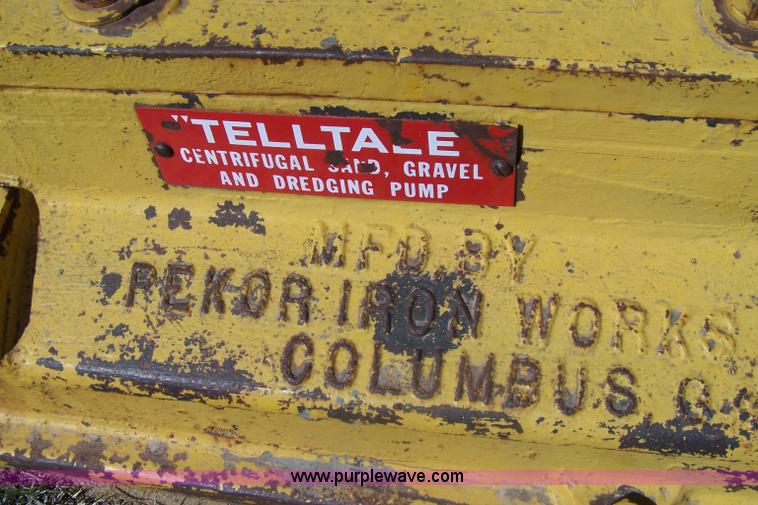 "TELLTALE
CENTRIFUGAL SAND, GRAVEL
AND DREDGING PUMP
MFD. BY
PEKOR IRON WORKS
COLUMBUS, G
www.purplewave.com